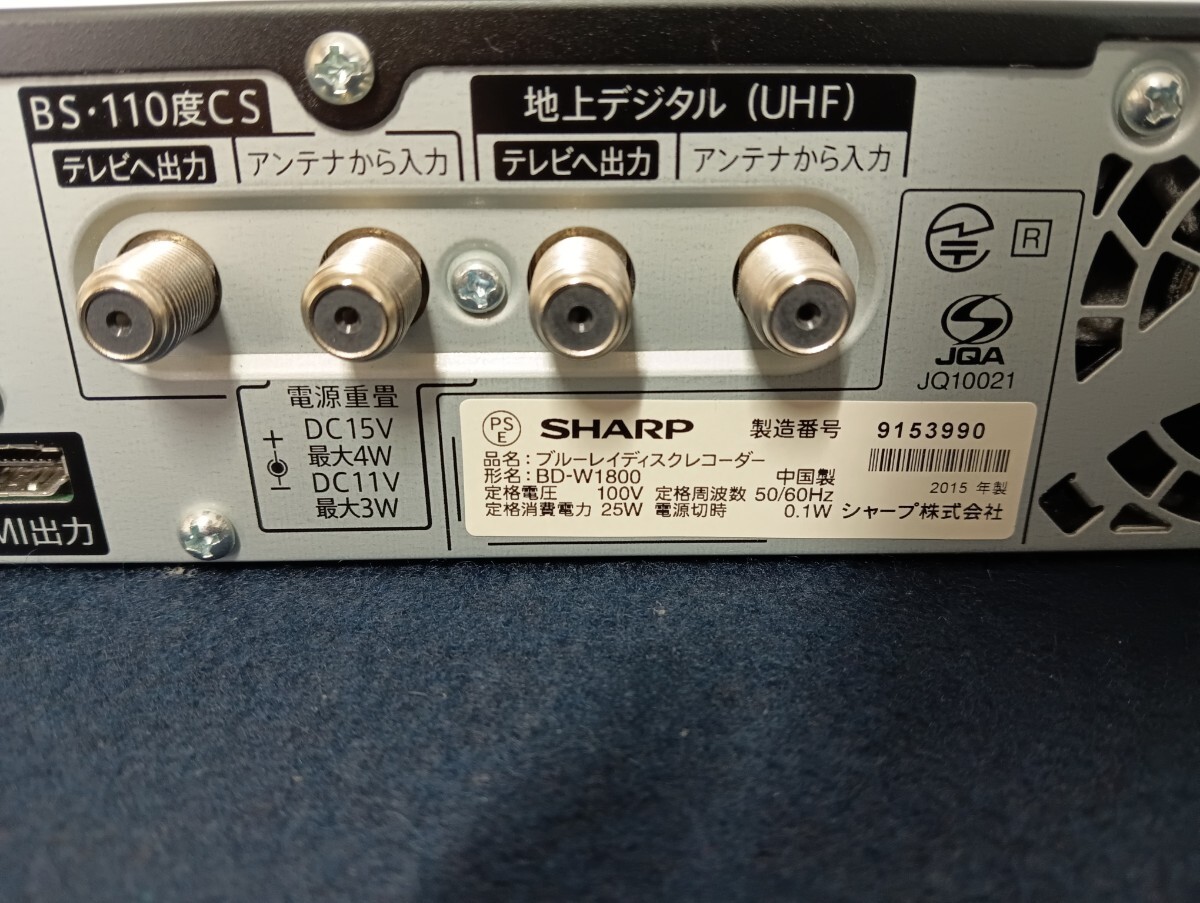 BS・110度CS
テレビへ出力 アンテナから入力
地上デジタル (UHF)
テレビへ出力 アンテナから入力
R
JQA
JQ10021
電源重畳
+ DC15V
最大4W
DC11V
− 最大3W
MI出力
PS
E
SHARP 製造番号 9153990
品名：ブルーレイディスクレコーダー
形名：BD-W1800 中国製
2015 年製
定格電圧 100V 定格周波数 50/60Hz
定格消費電力 25W 電源切時 0.1W シャープ株式会社